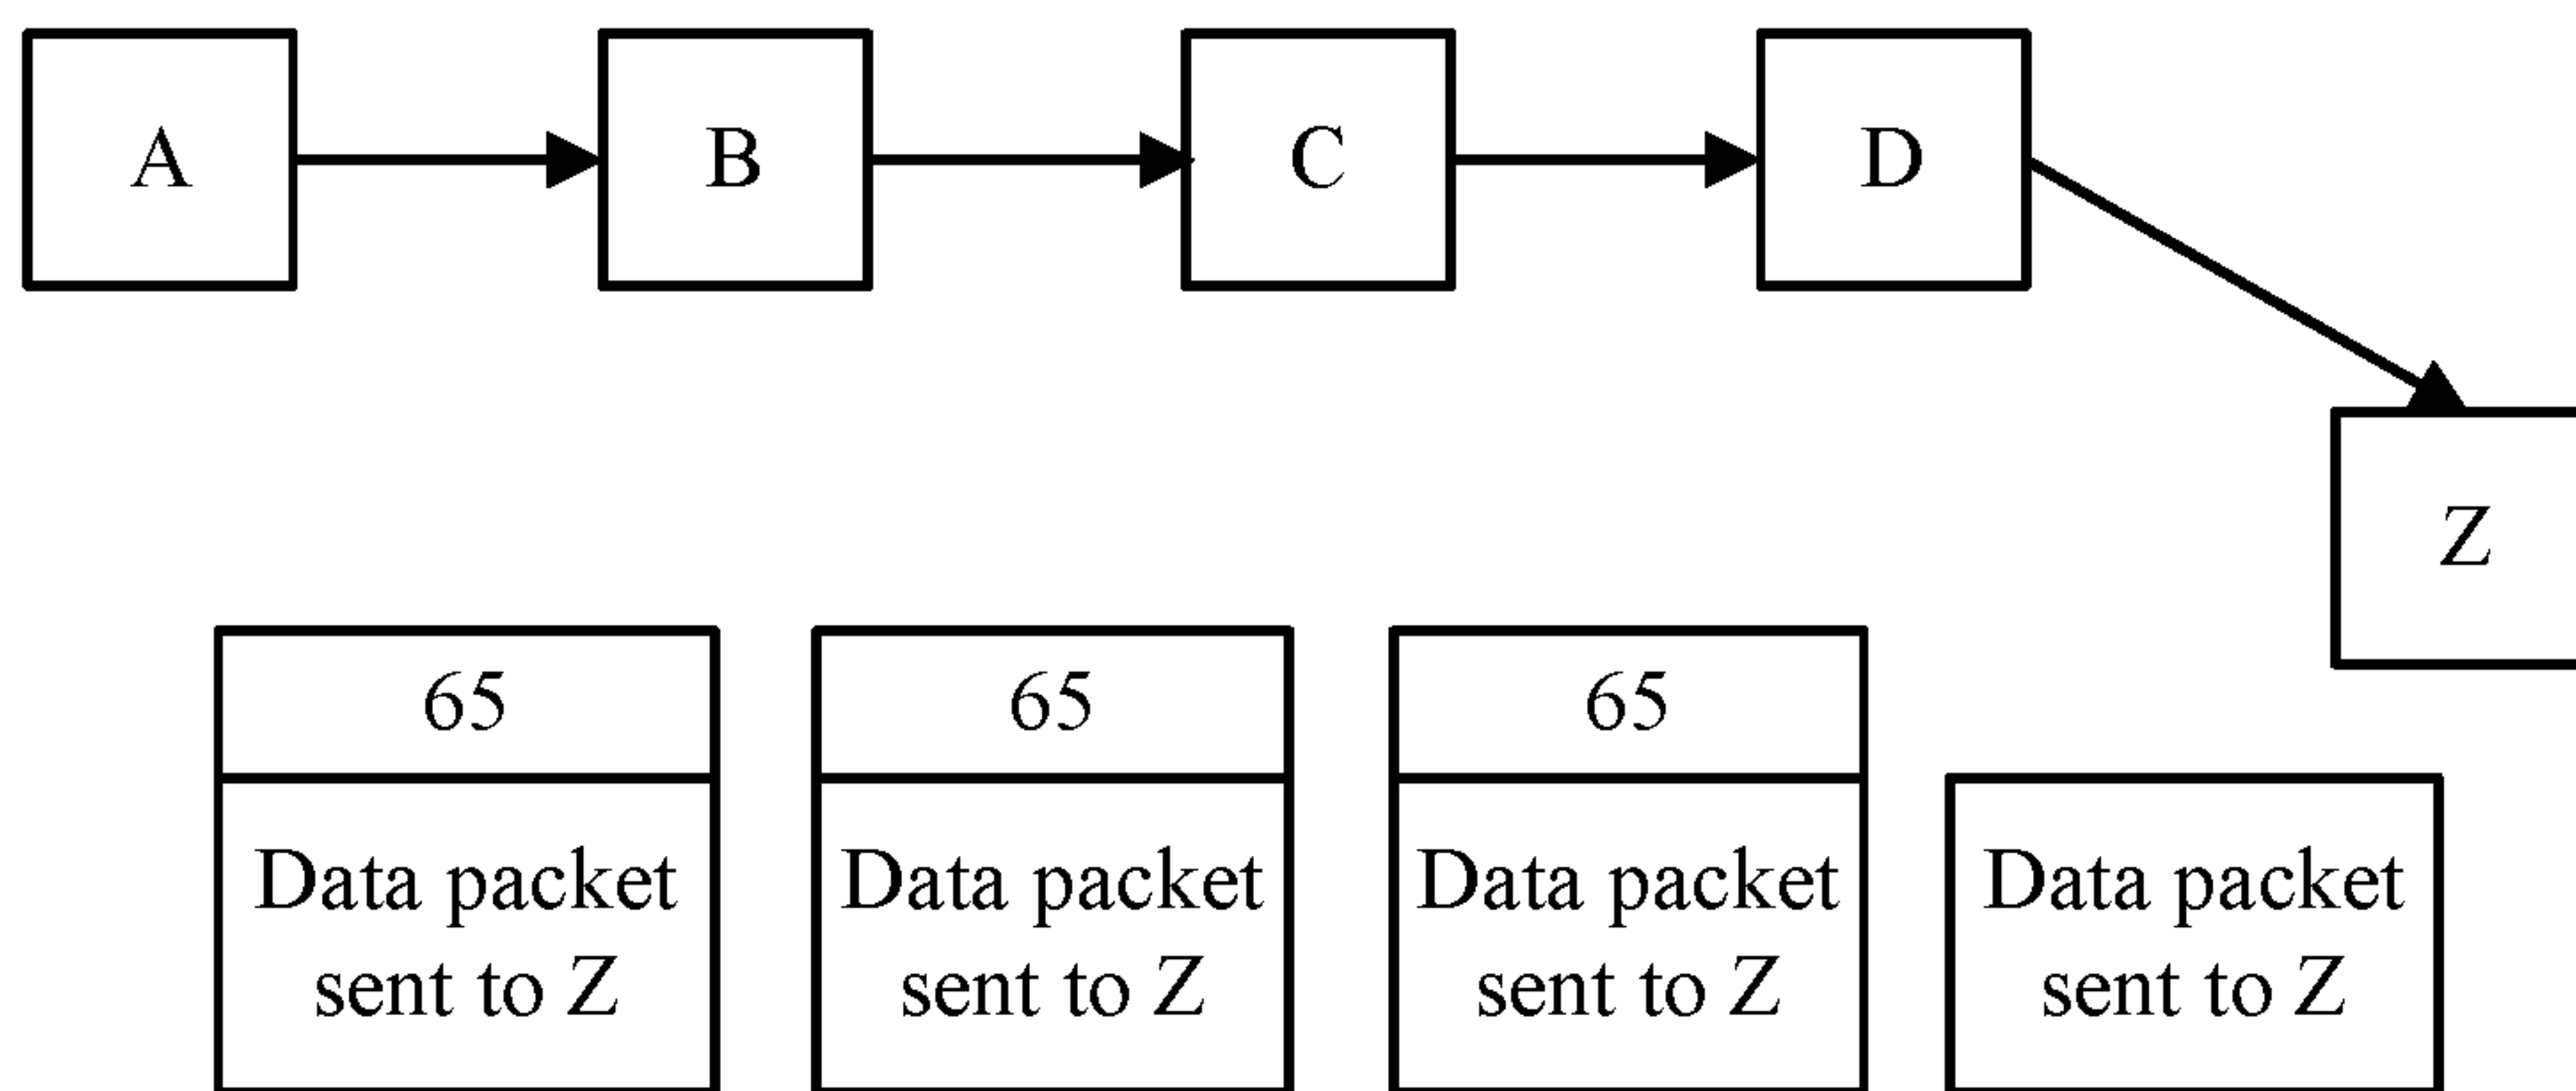 A
B
C
D
Z
65
65
65
Data packet
sent to Z
Data packet
sent to Z
Data packet
sent to Z
Data packet
sent to Z